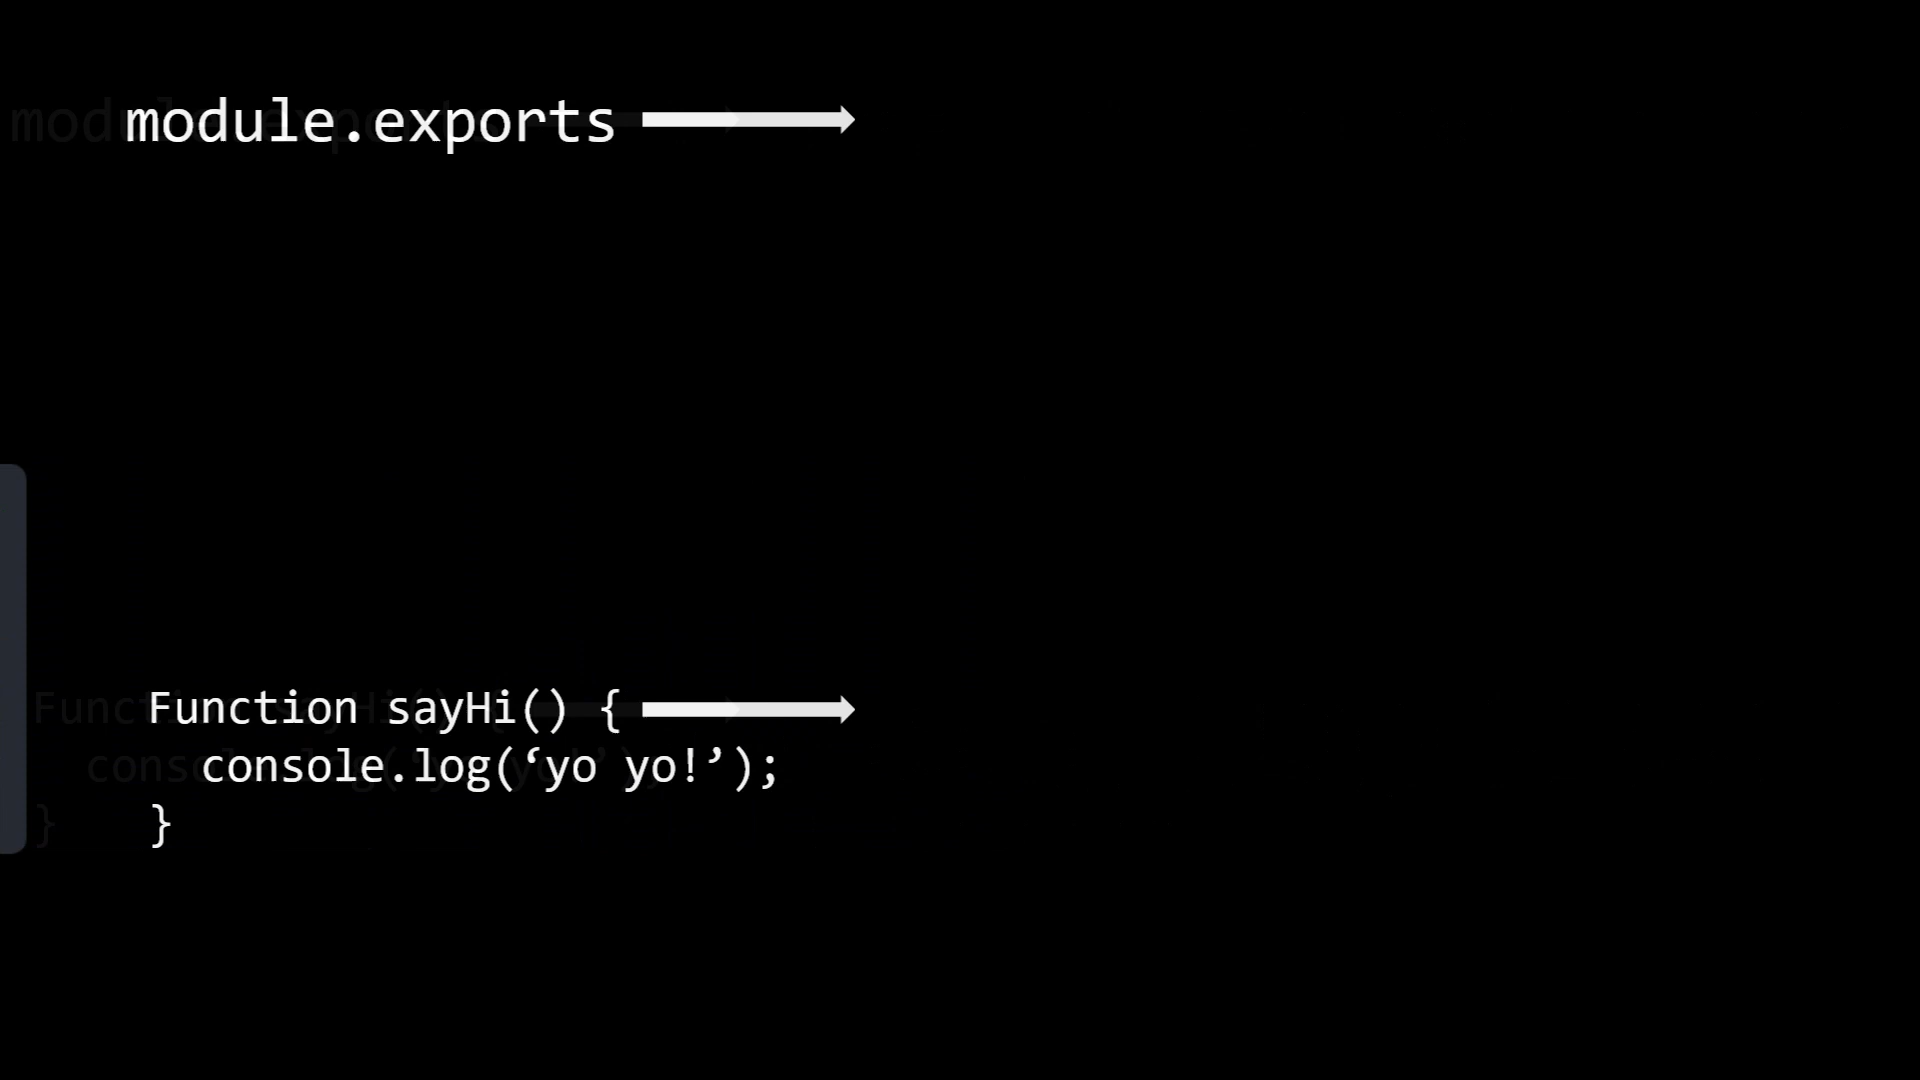 module.exports
Function sayHi() {
console.log(‘yo yo!’);
}